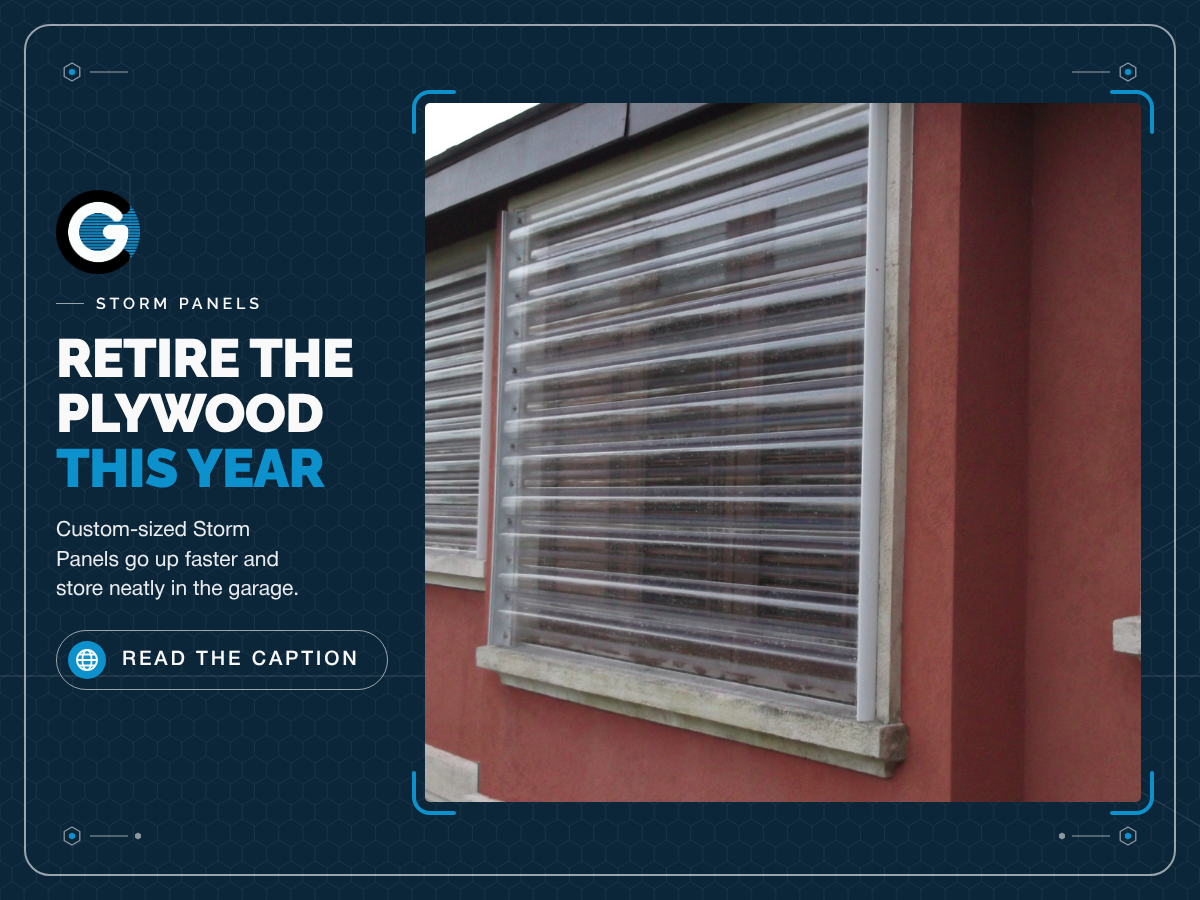 STORM PANELS
RETIRE THE
PLYWOOD
THIS YEAR
Custom-sized Storm
Panels go up faster and
store neatly in the garage.
READ THE CAPTION